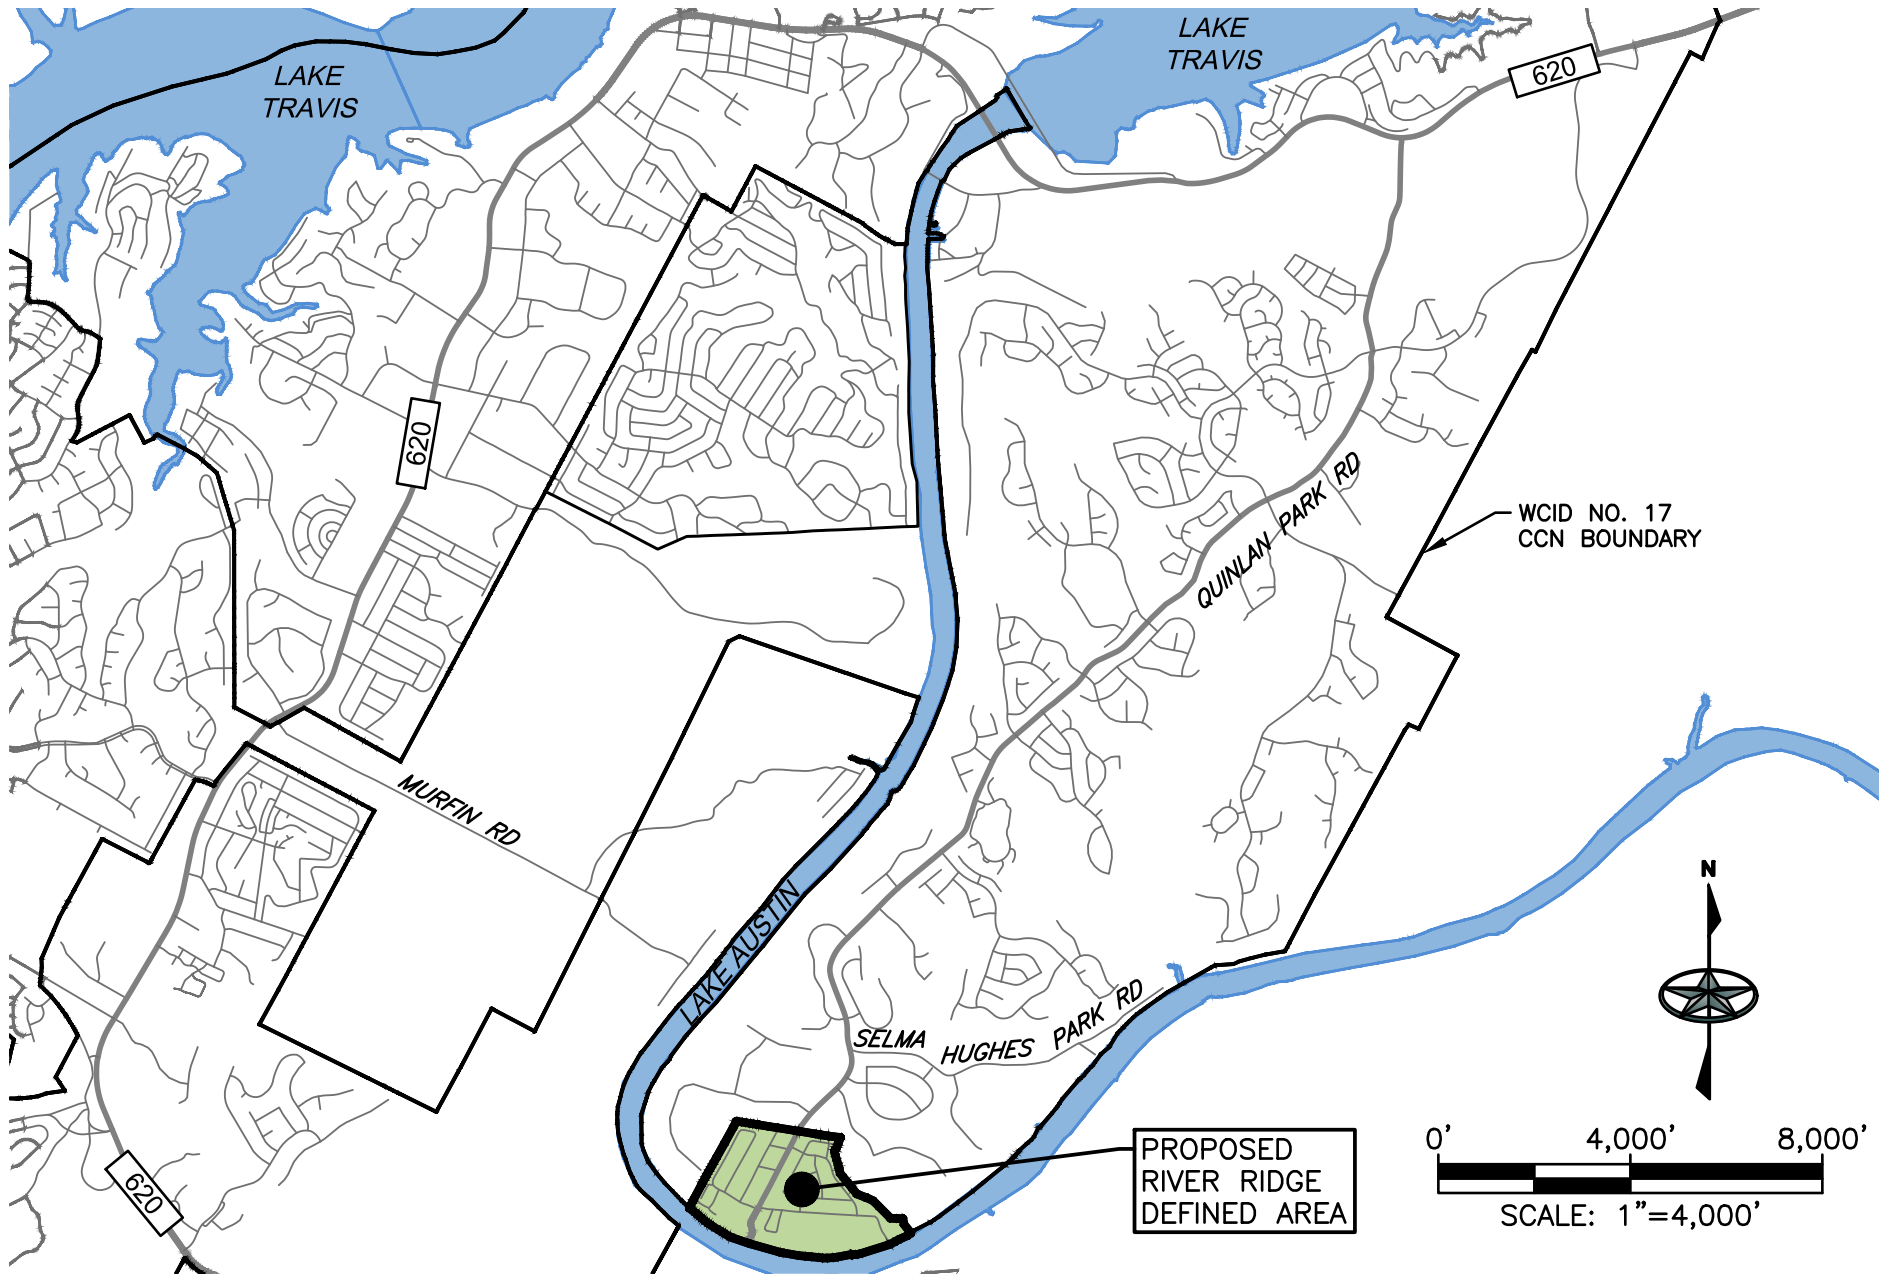 LAKE
TRAVIS
LAKE
TRAVIS
620
620
WCID NO. 17
CCN BOUNDARY
QUINLAN PARK RD
MURFIN RD
LAKE AUSTIN
N
SELMA HUGHES PARK RD
PROPOSED
RIVER RIDGE
DEFINED AREA
0' 4,000' 8,000'
SCALE: 1"=4,000'
620